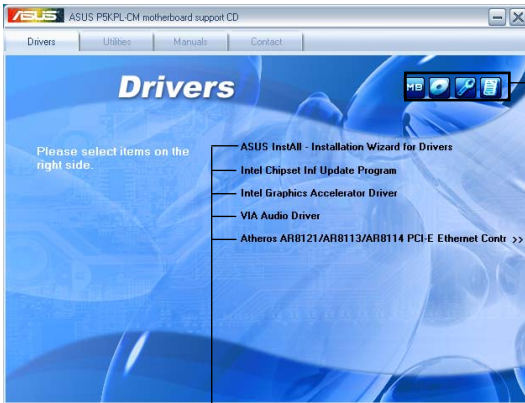 ASUS ASUS P5KPL-CM motherboard support CD
Drivers Utilities Manuals Contact
Drivers
MB
Please select items on the
right side.
ASUS InstAll - Installation Wizard for Drivers
Intel Chipset Inf Update Program
Intel Graphics Accelerator Driver
VIA Audio Driver
Atheros AR8121/AR8113/AR8114 PCI-E Ethernet Contr >>